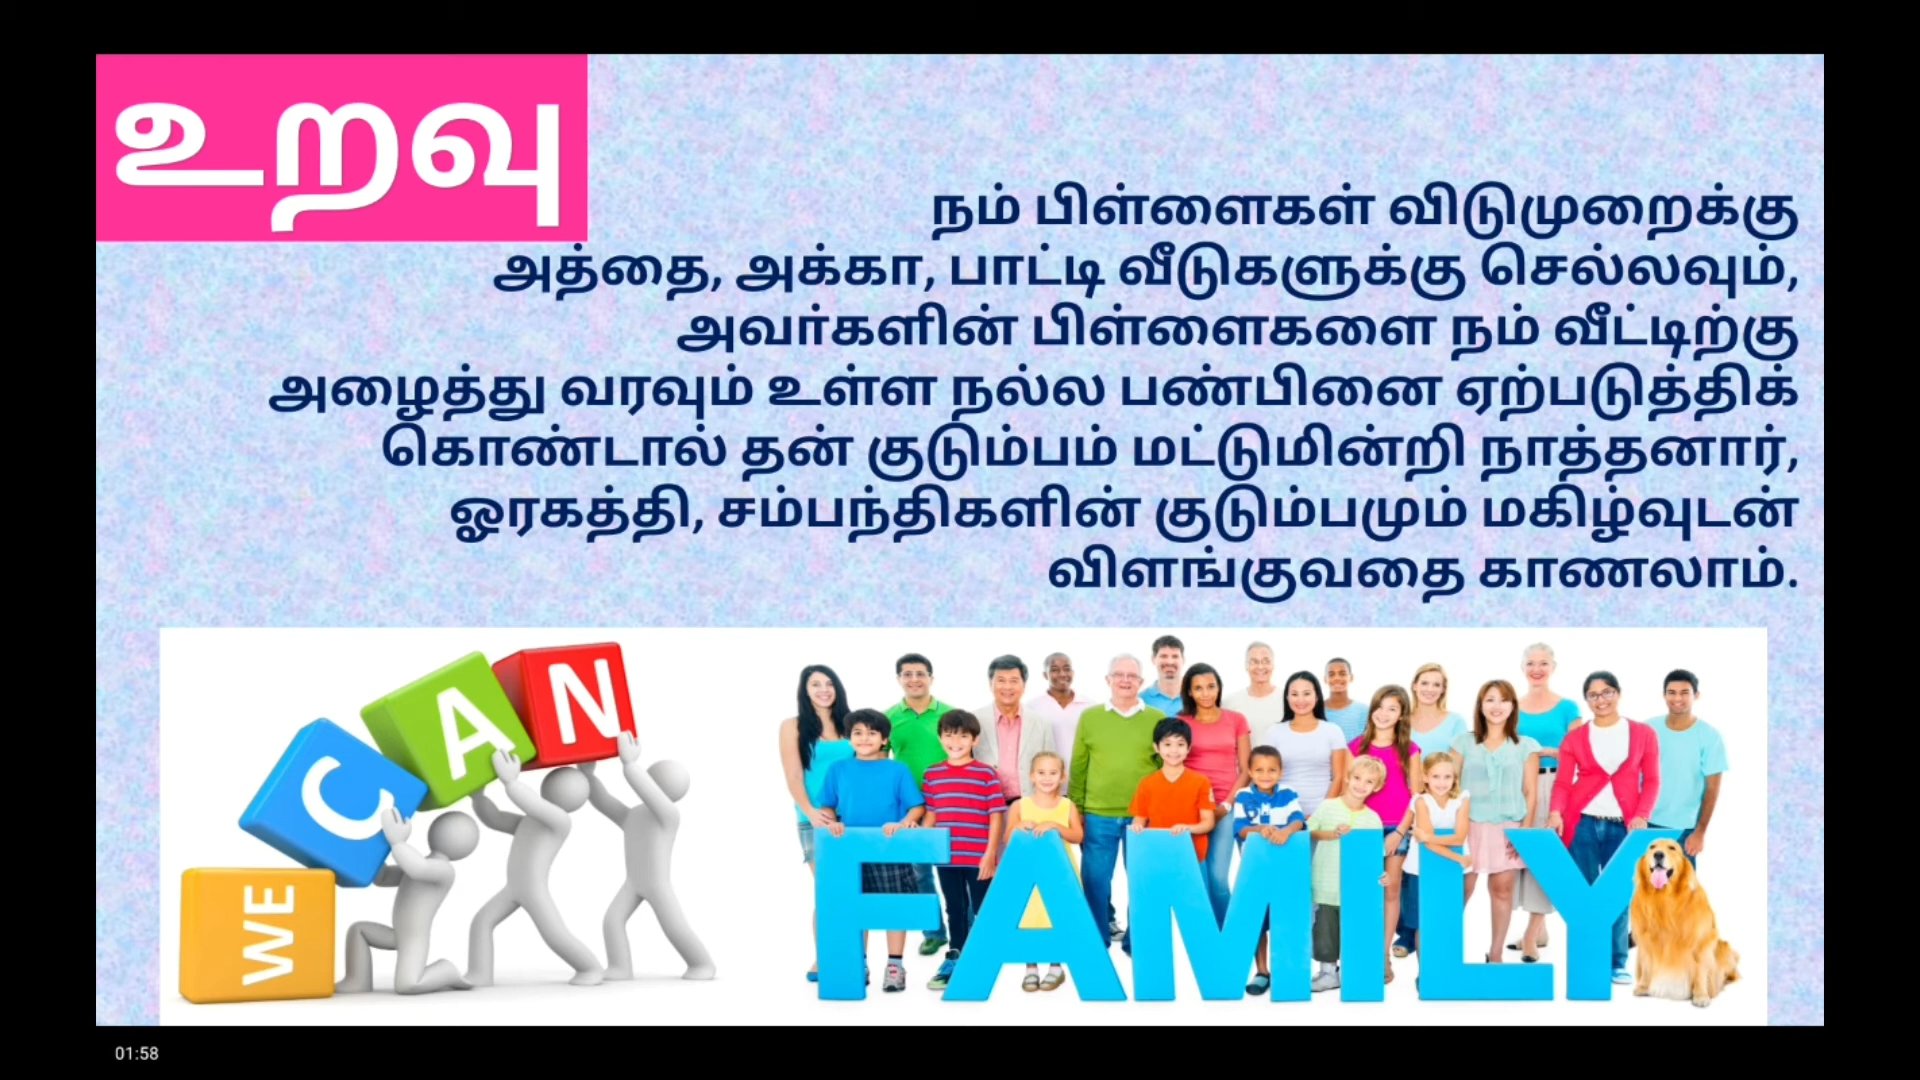 உறவு
நம் பிள்ளைகள் விடுமுறைக்கு
அத்தை, அக்கா, பாட்டி வீடுகளுக்கு செல்லவும்,
அவர்களின் பிள்ளைகளை நம் வீட்டிற்கு
அழைத்து வரவும் உள்ள நல்ல பண்பினை ஏற்படுத்திக்
கொண்டால் தன் குடும்பம் மட்டுமின்றி நாத்தனார்,
ஓரகத்தி, சம்பந்திகளின் குடும்பமும் மகிழ்வுடன்
விளங்குவதை காணலாம்.
WE CAN
FAMILY
01:58